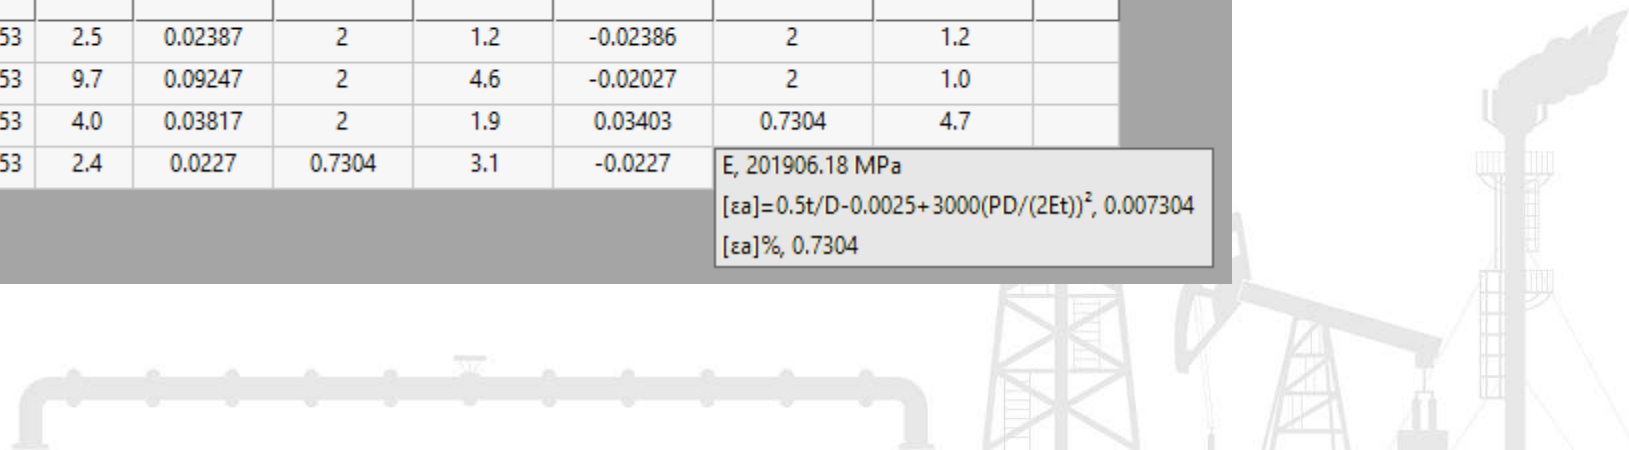 53 2.5 0.02387 2 1.2 -0.02386 2 1.2
53 9.7 0.09247 2 4.6 -0.02027 2 1.0
53 4.0 0.03817 2 1.9 0.03403 0.7304 4.7
53 2.4 0.0227 0.7304 3.1 -0.0227
E, 201906.18 MPa
[εa]=0.5t/D-0.0025+3000(PD/(2Et))², 0.007304
[εa]%, 0.7304